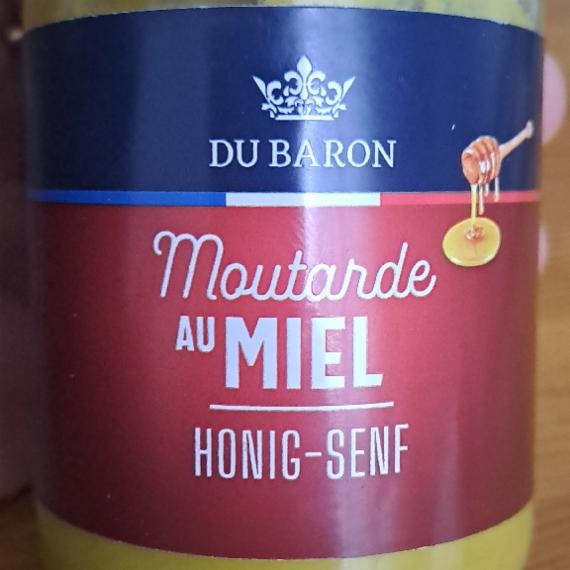 DU BARON
Moutarde
AU MIEL
HONIG-SENF